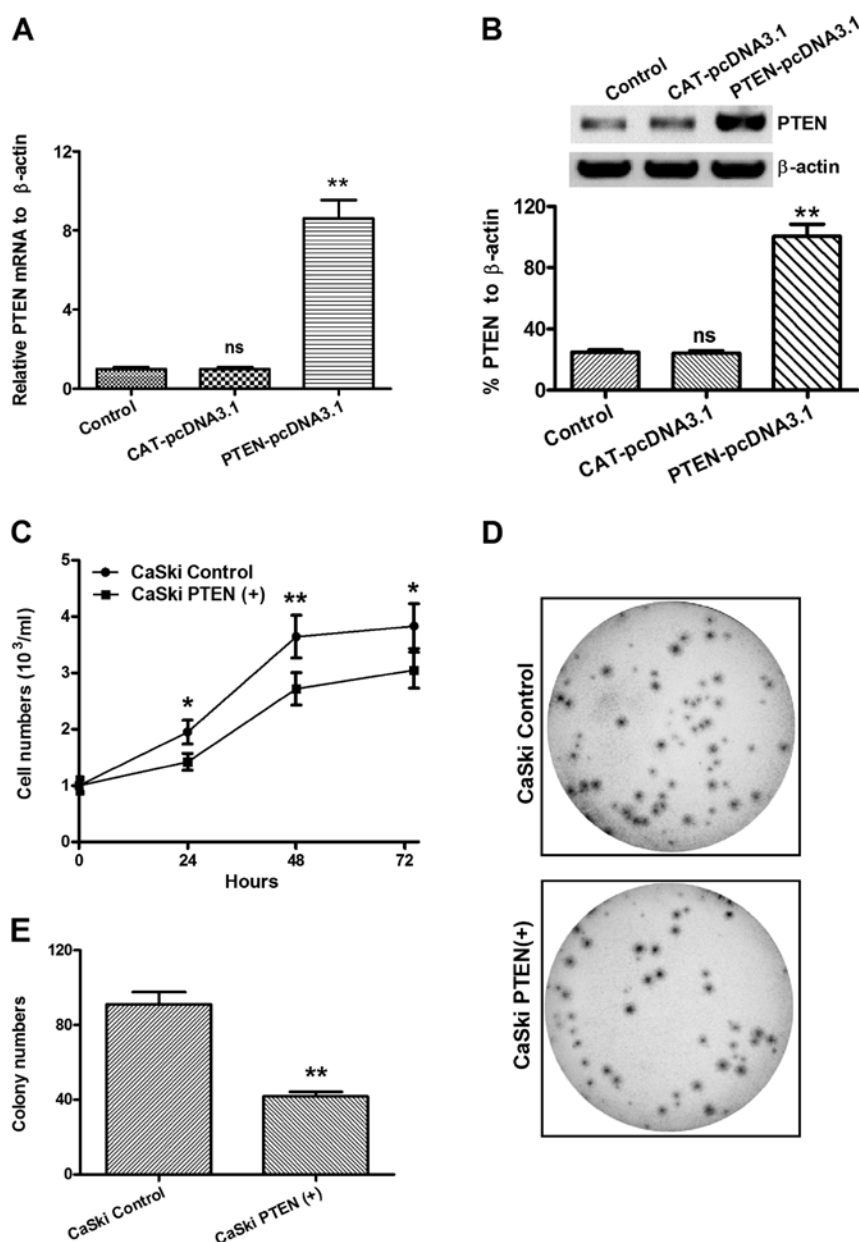 A
Relative PTEN mRNA to β-actin
12
8
4
0
ns
**
Control
CAT-pcDNA3.1
PTEN-pcDNA3.1
B
Control
CAT-pcDNA3.1
PTEN-pcDNA3.1
PTEN
β-actin
% PTEN to β-actin
120
80
40
0
ns
**
Control
CAT-pcDNA3.1
PTEN-pcDNA3.1
C
Cell numbers (10³/ml)
5
4
3
2
1
0
CaSki Control
CaSki PTEN (+)
*
**
*
0
24
48
72
Hours
D
CaSki Control
CaSki PTEN(+)
E
Colony numbers
120
80
40
0
**
CaSki Control
CaSki PTEN (+)